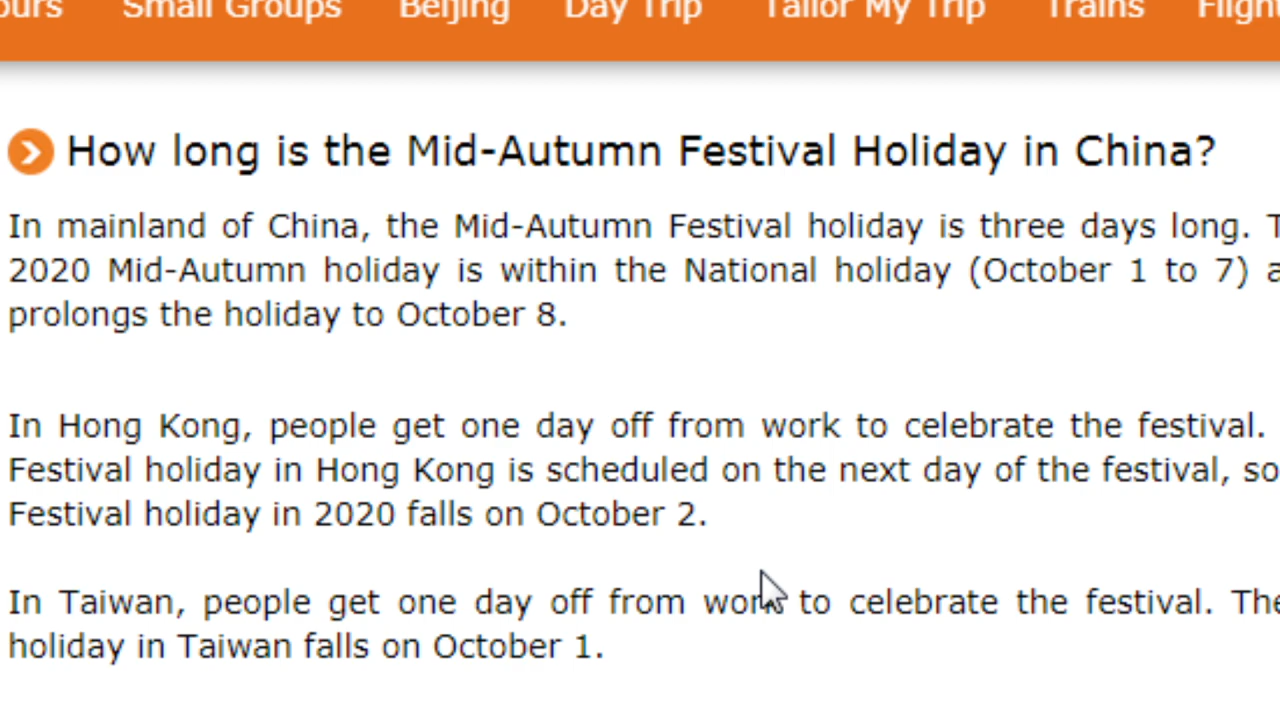 Small Groups Beijing Day Trip Tailor My Trip Trains
How long is the Mid-Autumn Festival Holiday in China?
In mainland of China, the Mid-Autumn Festival holiday is three days long.
2020 Mid-Autumn holiday is within the National holiday (October 1 to 7)
prolongs the holiday to October 8.
In Hong Kong, people get one day off from work to celebrate the festival.
Festival holiday in Hong Kong is scheduled on the next day of the festival, so
Festival holiday in 2020 falls on October 2.
In Taiwan, people get one day off from work to celebrate the festival. The
holiday in Taiwan falls on October 1.